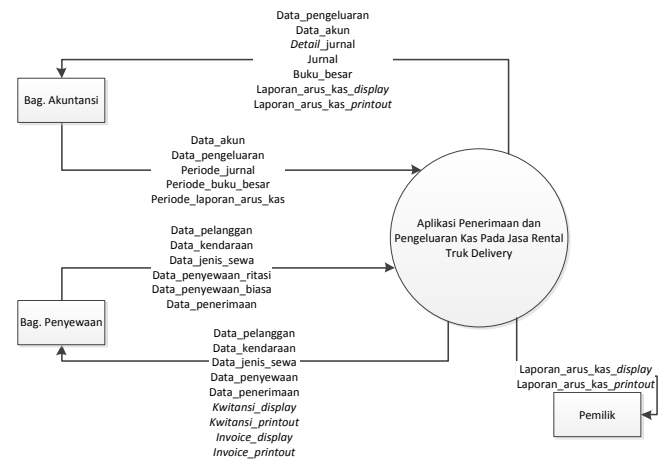 Data_pengeluaran
Data_akun
Detail_jurnal
Jurnal
Buku_besar
Laporan_arus_kas_display
Laporan_arus_kas_printout
Bag. Akuntansi
Data_akun
Data_pengeluaran
Periode_jurnal
Periode_buku_besar
Periode_laporan_arus_kas
Aplikasi Penerimaan dan
Pengeluaran Kas Pada Jasa Rental
Truk Delivery
Data_pelanggan
Data_kendaraan
Data_jenis_sewa
Data_penyewaan_ritasi
Data_penyewaan_biasa
Data_penerimaan
Bag. Penyewaan
Data_pelanggan
Data_kendaraan
Data_jenis_sewa
Data_penyewaan
Data_penerimaan
Kwitansi_display
Kwitansi_printout
Invoice_display
Invoice_printout
Laporan_arus_kas_display
Laporan_arus_kas_printout
Pemilik